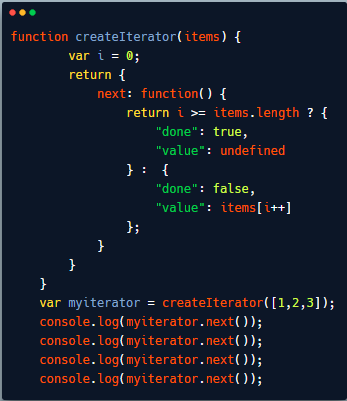 function createIterator(items) {
        var i = 0;
        return {
            next: function() {
                return i >= items.length ? {
                    "done": true,
                    "value": undefined
                } :  {
                    "done": false,
                    "value": items[i++]
                };
            }
        }
    }
    var myiterator = createIterator([1,2,3]);
    console.log(myiterator.next());
    console.log(myiterator.next());
    console.log(myiterator.next());
    console.log(myiterator.next());